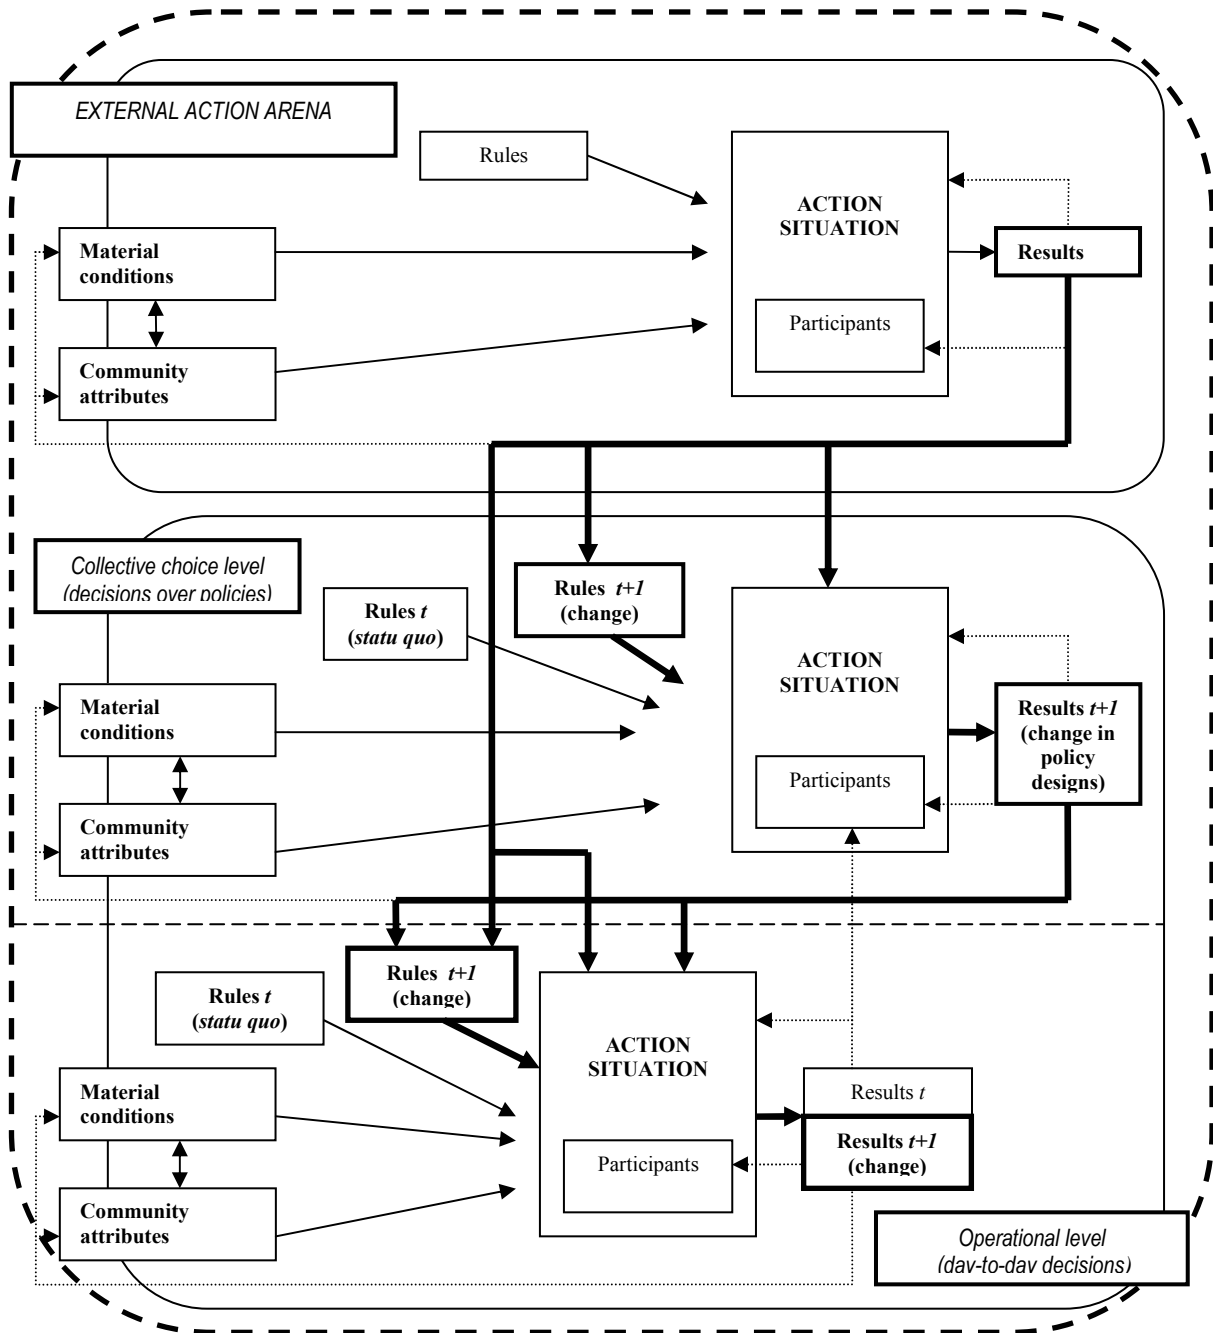 EXTERNAL ACTION ARENA
Rules
ACTION
SITUATION
Material
conditions
Results
Participants
Community
attributes
Collective choice level
(decisions over policies)
Rules t+1
(change)
Rules t
(statu quo)
ACTION
SITUATION
Material
conditions
Results t+1
(change in
policy
designs)
Participants
Community
attributes
Rules t+1
(change)
Rules t
(statu quo)
ACTION
SITUATION
Material
conditions
Results t
Results t+1
(change)
Participants
Community
attributes
Operational level
(day-to-day decisions)